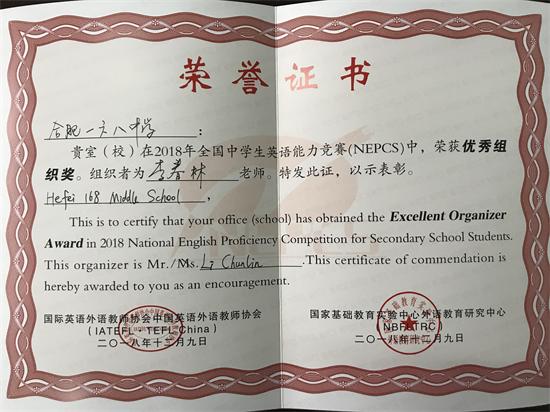 荣誉证书
合肥一六八中学：
贵室（校）在2018年全国中学生英语能力竞赛(NEPCS)中，荣获优秀组
织奖。组织者为李春林老师。特发此证，以示表彰。
Hefei 168 Middle School,
This is to certify that your office (school) has obtained the Excellent Organizer
Award in 2018 National English Proficiency Competition for Secondary School Students.
This organizer is Mr./Ms. Li Chunlin .This certificate of commendation is
hereby awarded to you as an encouragement.
国际英语外语教师协会中国英语外语教师协会
(IATEFL TEFL China)
二〇一八年十二月九日
国家基础教育实验中心外语教育研究中心
(NBFLTRC)
二〇一八年十二月九日